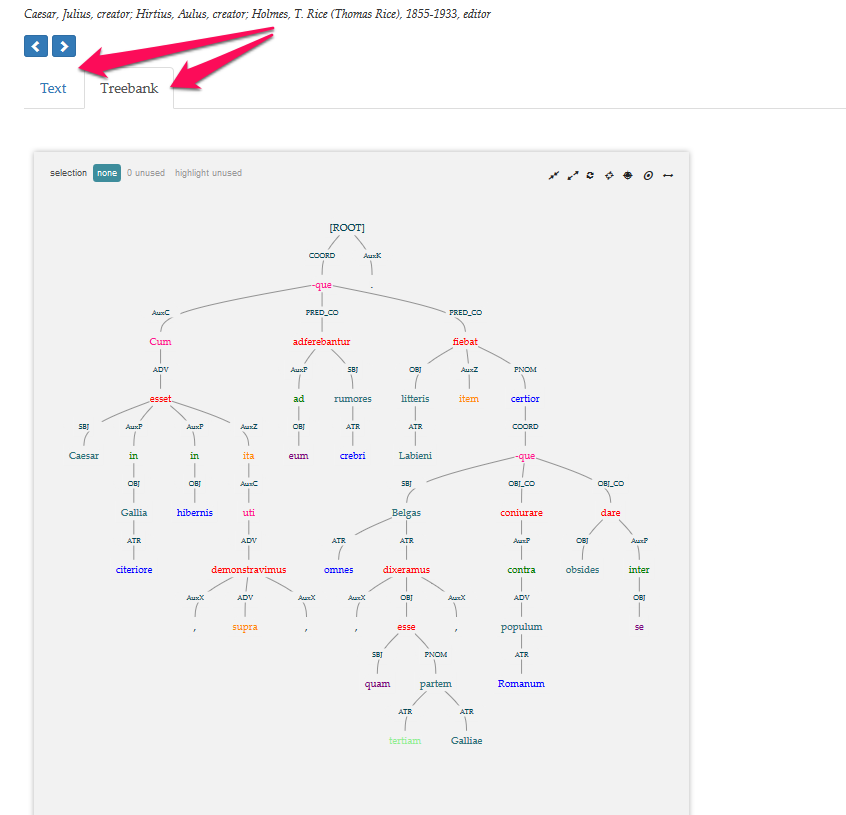 Caesar, Julius, creator; Hirtius, Aulus, creator; Holmes, T. Rice (Thomas Rice), 1855-1933, editor
Text Treebank
selection none 0 unused highlight unused
[ROOT]
COORD AuxK
-que .
AuxC PRED_CO PRED_CO
Cum adferebantur fiebat
ADV AuxP SBJ OBJ AuxZ PNOM
esset ad rumores litteris item certior
SBJ AuxP AuxP AuxZ OBJ ATR ATR COORD
Caesar in in ita eum crebri Labieni -que
OBJ OBJ AuxC SBJ OBJ_CO OBJ_CO
Gallia hibernis uti Belgas coniurare dare
ATR ADV ATR ATR AuxP OBJ AuxP
citeriore demonstravimus omnes dixeramus contra obsides inter
AuxX ADV AuxX AuxX OBJ AuxX ADV OBJ
, supra , , esse , populum se
SBJ PNOM ATR
quam partem Romanum
ATR ATR
tertiam Galliae